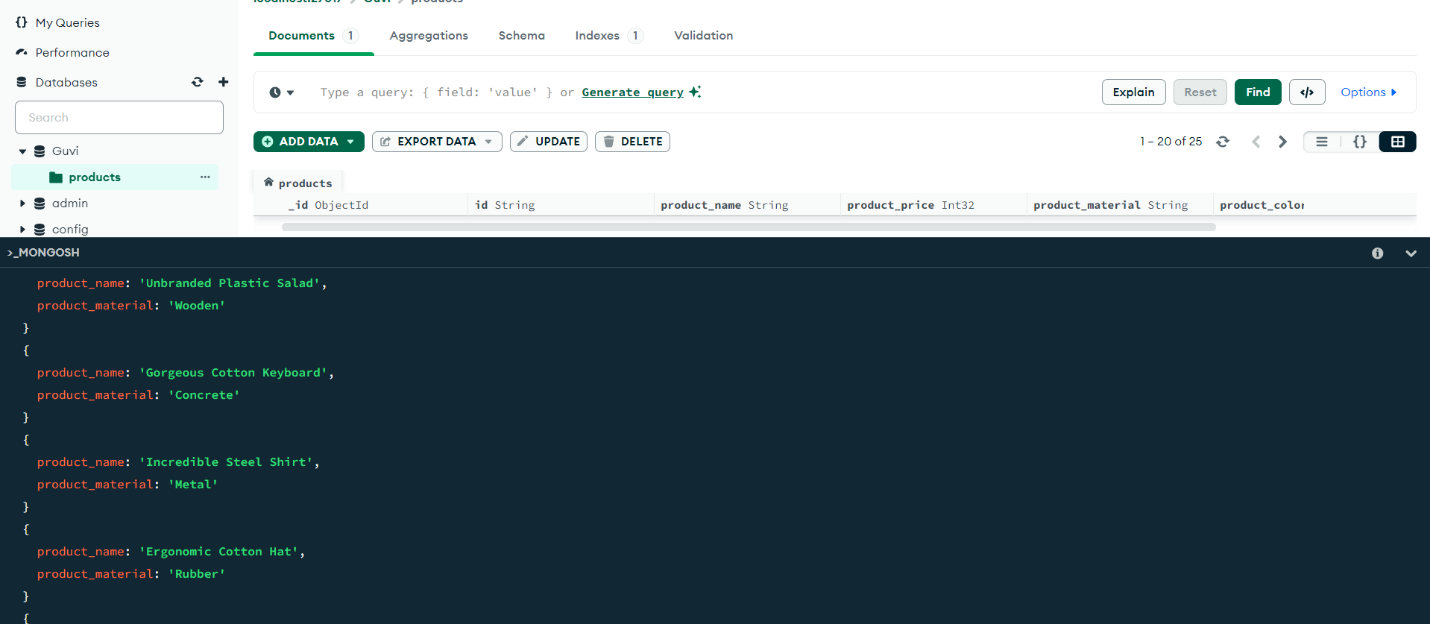 {} My Queries
Performance
Databases
Search
Guvi
products
admin
config
products
Documents 1
Aggregations
Schema
Indexes 1
Validation
Type a query: { field: 'value' } or Generate query
Explain
Reset
Find
</>
Options
ADD DATA
EXPORT DATA
UPDATE
DELETE
1 – 20 of 25
{}
products
_id ObjectId
id String
product_name String
product_price Int32
product_material String
>_MONGOSH
product_name: 'Unbranded Plastic Salad',
product_material: 'Wooden'
}
{
product_name: 'Gorgeous Cotton Keyboard',
product_material: 'Concrete'
}
{
product_name: 'Incredible Steel Shirt',
product_material: 'Metal'
}
{
product_name: 'Ergonomic Cotton Hat',
product_material: 'Rubber'
}
{